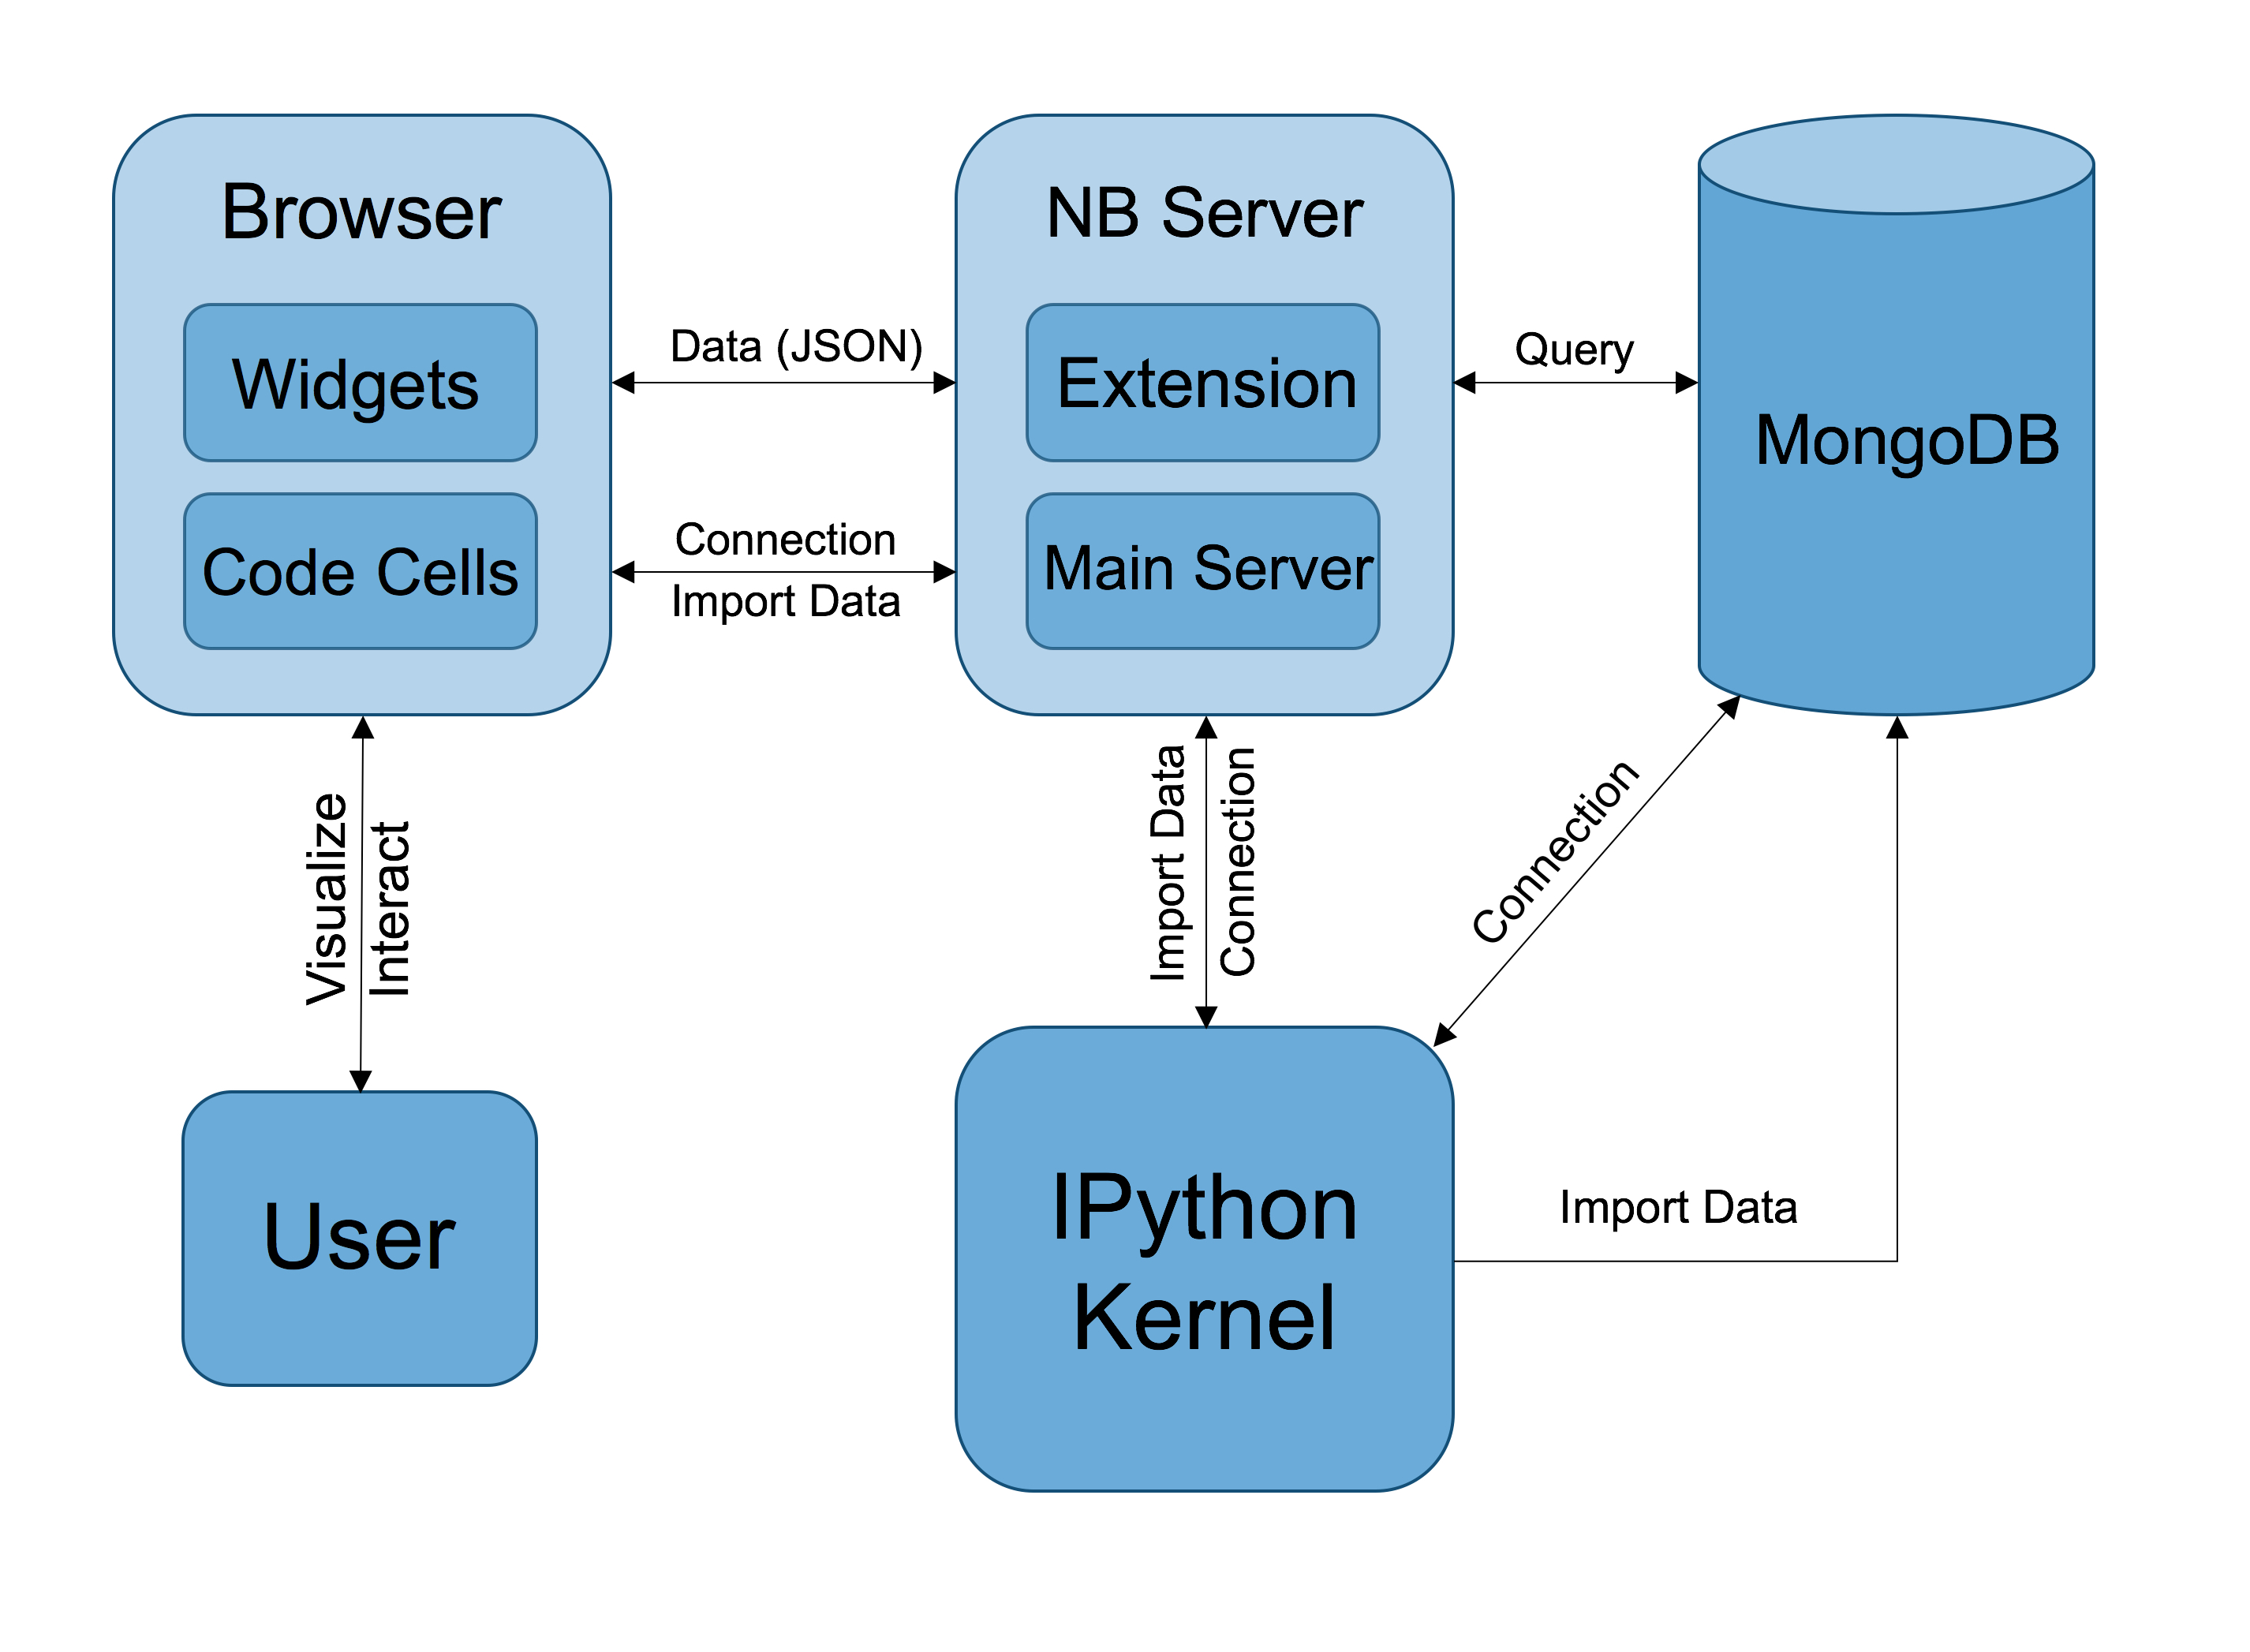 Browser
Widgets
Code Cells
Data (JSON)
Connection
Import Data
NB Server
Extension
Main Server
Query
MongoDB
Visualize
Interact
Import Data
Connection
Connection
User
IPython
Kernel
Import Data